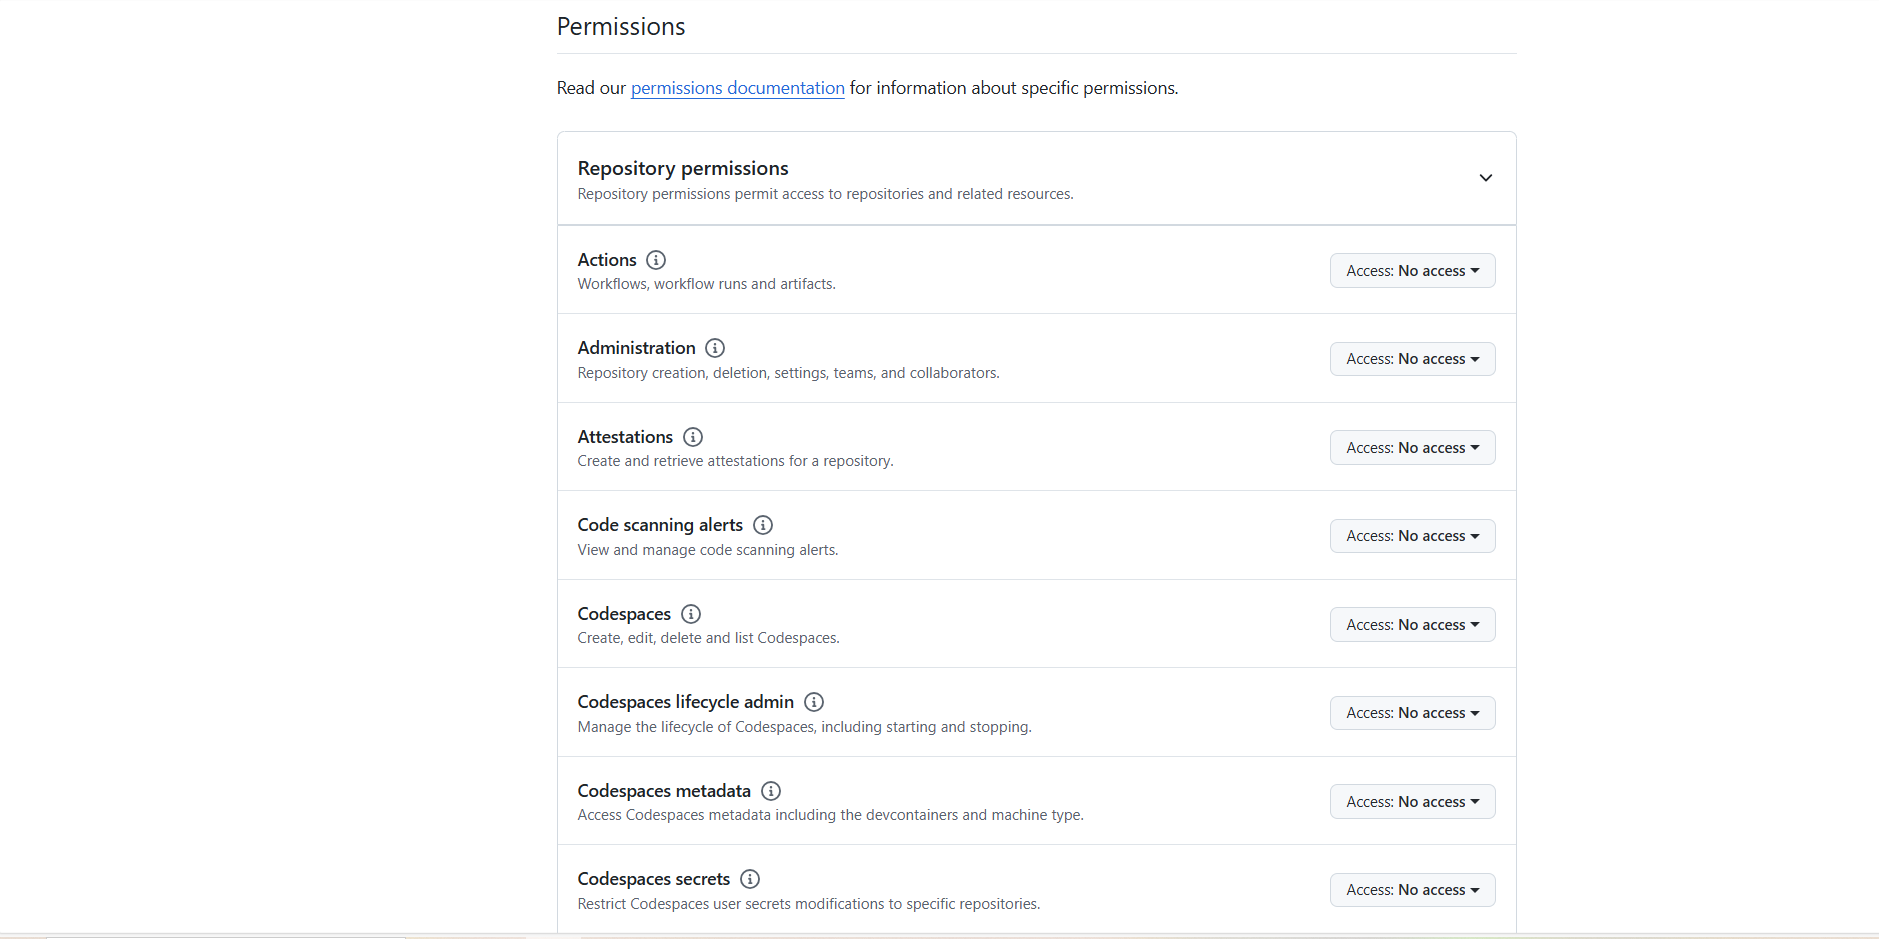 Permissions
Read our permissions documentation for information about specific permissions.
Repository permissions
Repository permissions permit access to repositories and related resources.
Actions
Workflows, workflow runs and artifacts.
Access: No access
Administration
Repository creation, deletion, settings, teams, and collaborators.
Access: No access
Attestations
Create and retrieve attestations for a repository.
Access: No access
Code scanning alerts
View and manage code scanning alerts.
Access: No access
Codespaces
Create, edit, delete and list Codespaces.
Access: No access
Codespaces lifecycle admin
Manage the lifecycle of Codespaces, including starting and stopping.
Access: No access
Codespaces metadata
Access Codespaces metadata including the devcontainers and machine type.
Access: No access
Codespaces secrets
Restrict Codespaces user secrets modifications to specific repositories.
Access: No access